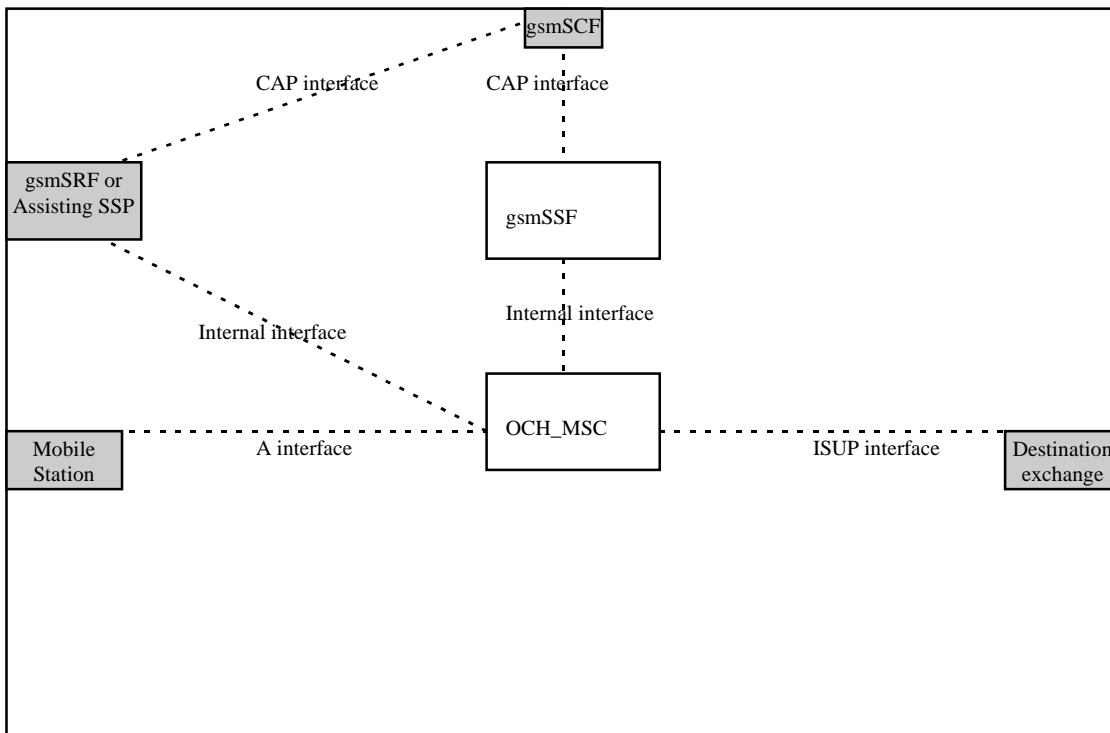 gsmSCF
CAP interface
CAP interface
gsmSRF or
Assisting SSP
gsmSSF
Internal interface
Internal interface
OCH_MSC
Mobile
Station
A interface
ISUP interface
Destination
exchange